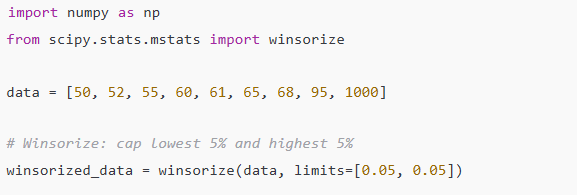 import numpy as np
from scipy.stats.mstats import winsorize
data = [50, 52, 55, 60, 61, 65, 68, 95, 1000]
# Winsorize: cap lowest 5% and highest 5%
winsorized_data = winsorize(data, limits=[0.05, 0.05])